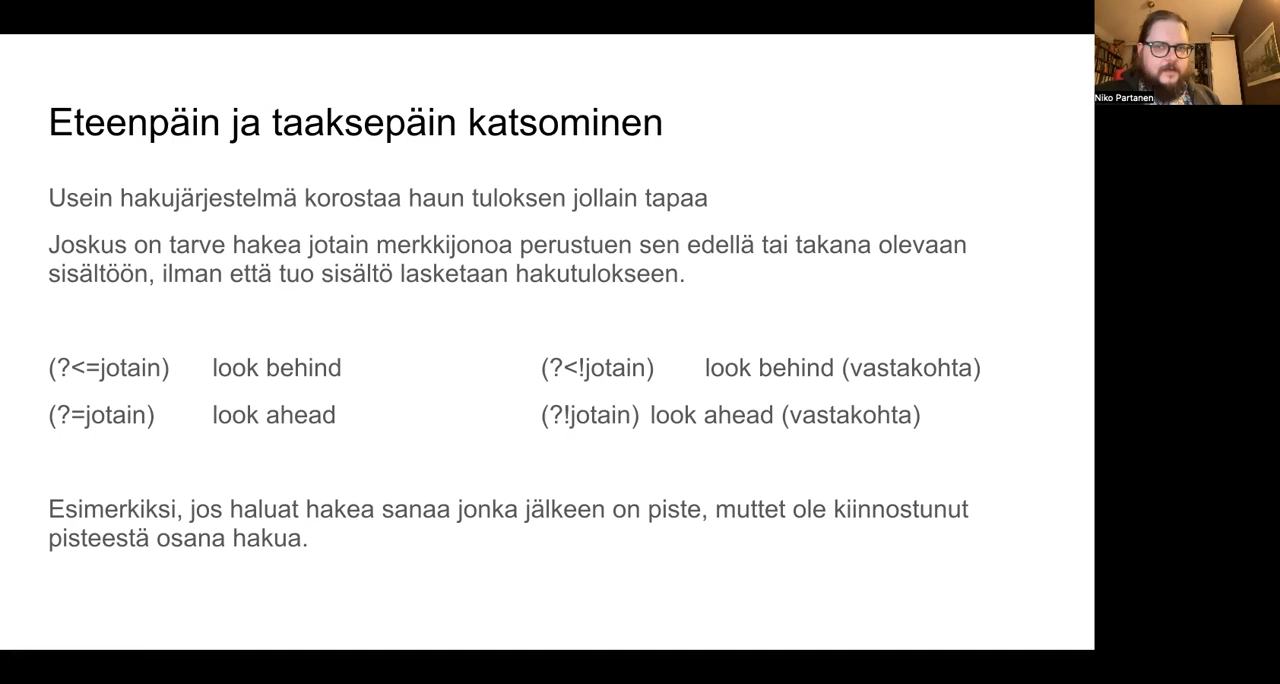 Eteenpäin ja taaksepäin katsominen
Usein hakujärjestelmä korostaa haun tuloksen jollain tapaa
Joskus on tarve hakea jotain merkkijonoa perustuen sen edellä tai takana olevaan
sisältöön, ilman että tuo sisältö lasketaan hakutulokseen.
(?<=jotain) look behind (?<!jotain) look behind (vastakohta)
(?=jotain) look ahead (?!jotain) look ahead (vastakohta)
Esimerkiksi, jos haluat hakea sanaa jonka jälkeen on piste, muttet ole kiinnostunut
pisteestä osana hakua.
Niko Partanen